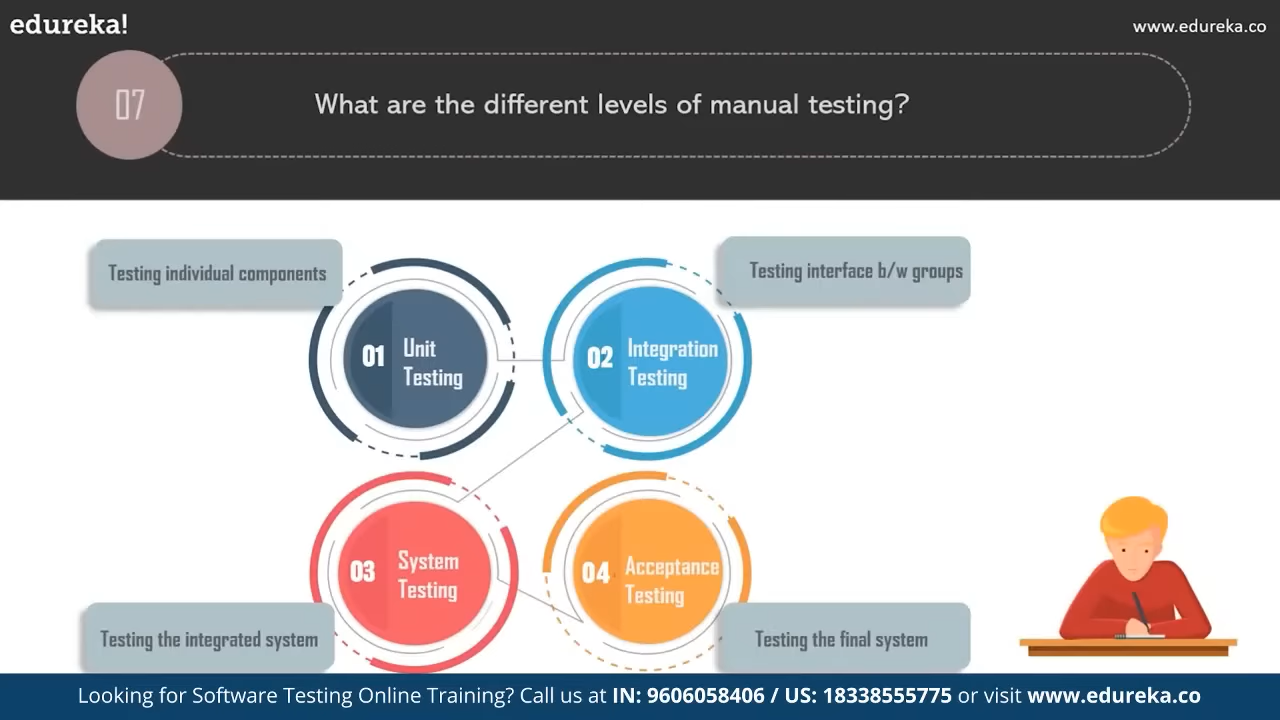 edureka!
www.edureka.co
07
What are the different levels of manual testing?
Testing individual components
Testing interface b/w groups
01
Unit
Testing
02
Integration
Testing
03
System
Testing
04
Acceptance
Testing
Testing the integrated system
Testing the final system
Looking for Software Testing Online Training? Call us at IN: 9606058406 / US: 18338555775 or visit www.edureka.co